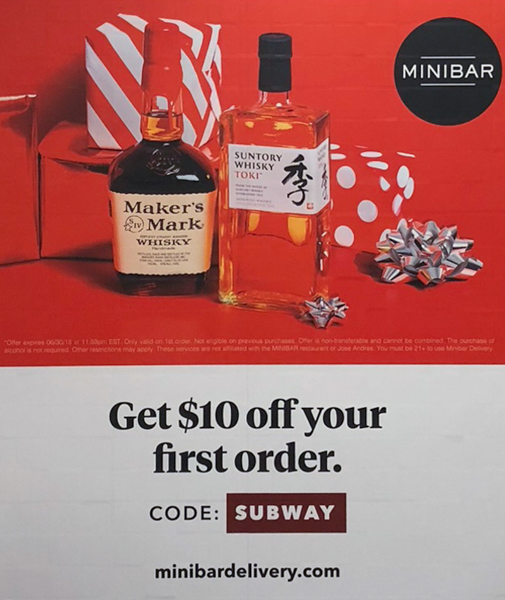 MINIBAR
SUNTORY
WHISKY
TOKI
季
Maker's
Mark
SIV
WHISKY
*Offer expires 06/30/18 at 11:59pm EST. Only valid on 1st order. Not eligible on previous purchases. Offer is non-transferable and cannot be combined. The purchase of
alcohol is not required. Other restrictions may apply. These services are not affiliated with the MINIBAR restaurant or Jose Andres. You must be 21+ to use Minibar Delivery.
Get $10 off your
first order.
CODE: SUBWAY
minibardelivery.com